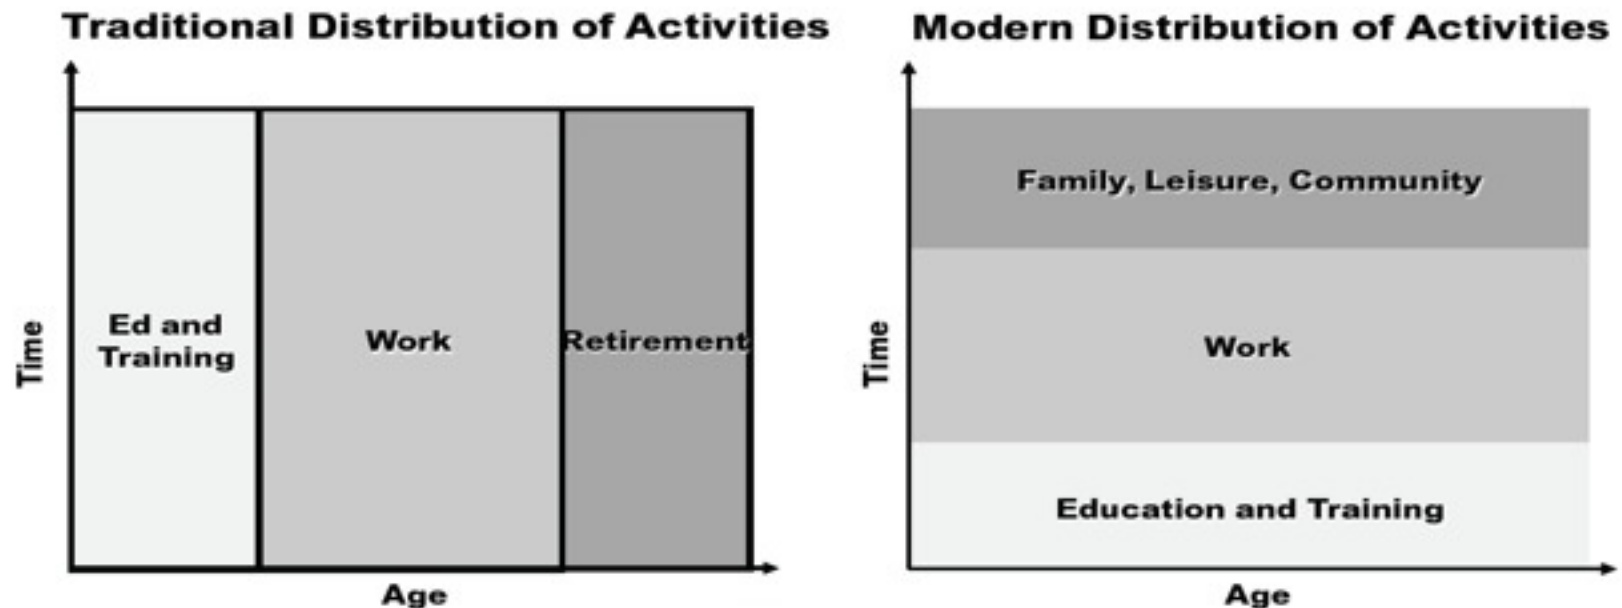 Traditional Distribution of Activities
Time
Ed and
Training
Work
Retirement
Age
Modern Distribution of Activities
Time
Family, Leisure, Community
Work
Education and Training
Age